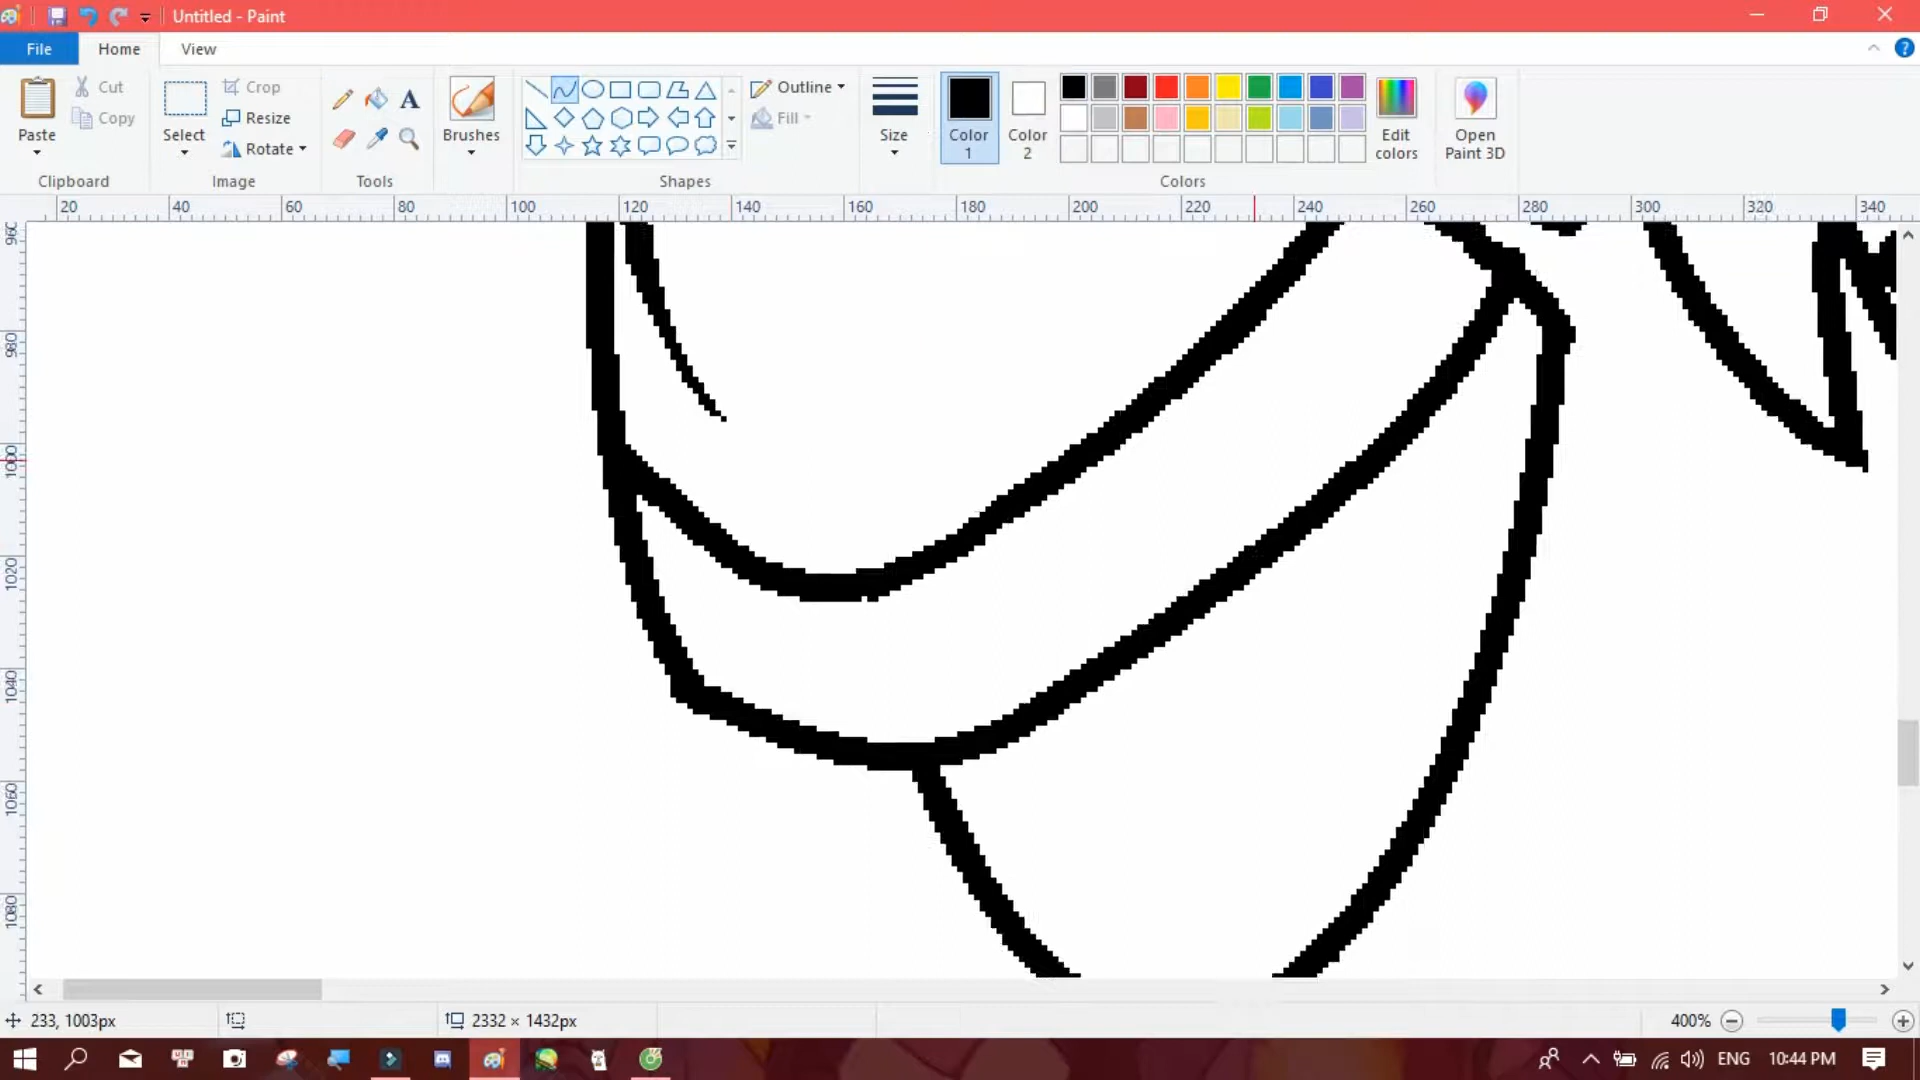 Untitled - Paint
File Home View
Paste
Cut
Copy
Clipboard
Select
Crop
Resize
Rotate
Image
A
Tools
Brushes
Outline
Fill
Shapes
Size
Color 1
Color 2
Edit colors
Open Paint 3D
Colors
20 40 60 80 100 120 140 160 180 200 220 240 260 280 300 320 340
960
980
1000
1020
1040
1060
1080
233, 1003px
2332 × 1432px
400%
ENG 10:44 PM